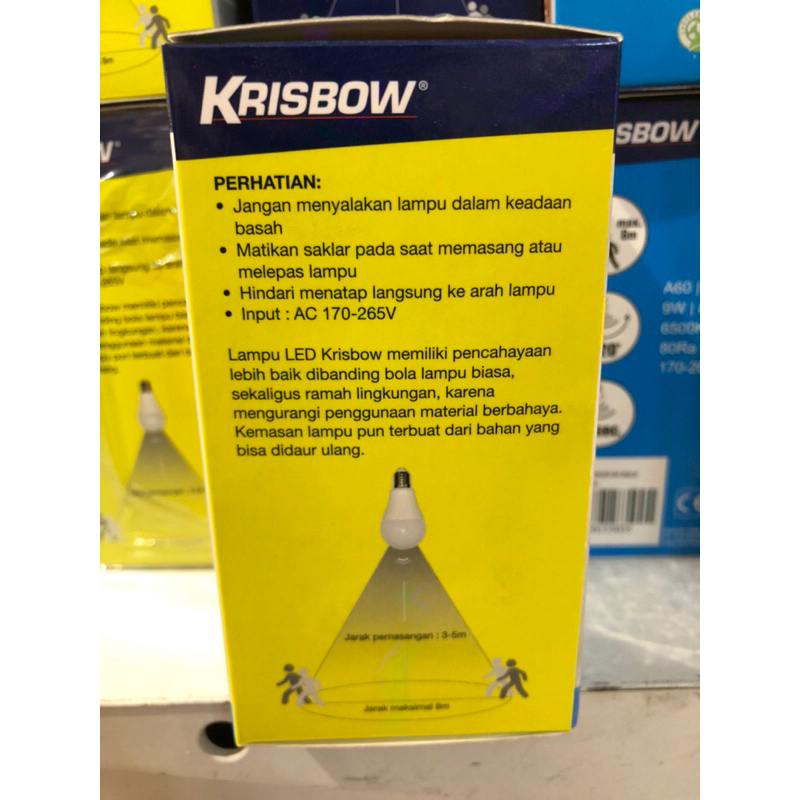 KRISBOW®
PERHATIAN:
• Jangan menyalakan lampu dalam keadaan
basah
• Matikan saklar pada saat memasang atau
melepas lampu
• Hindari menatap langsung ke arah lampu
• Input : AC 170-265V
Lampu LED Krisbow memiliki pencahayaan
lebih baik dibanding bola lampu biasa,
sekaligus ramah lingkungan, karena
mengurangi penggunaan material berbahaya.
Kemasan lampu pun terbuat dari bahan yang
bisa didaur ulang.
Jarak pemasangan : 3-5m
Jarak maksimal 8m
SBOW
max.
8m
A60 |
9W |
6500K
80Ra